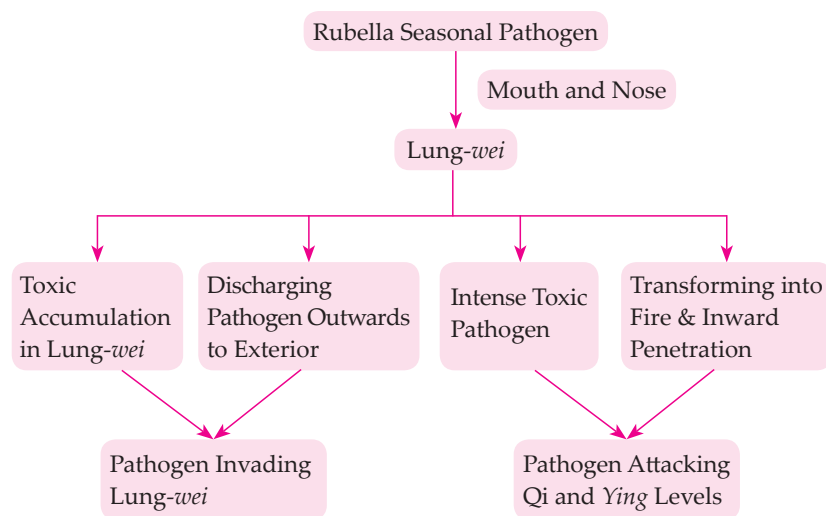 Rubella Seasonal Pathogen
Mouth and Nose
Lung-wei
Toxic
Accumulation
in Lung-wei
Discharging
Pathogen Outwards
to Exterior
Intense Toxic
Pathogen
Transforming into
Fire & Inward
Penetration
Pathogen Invading
Lung-wei
Pathogen Attacking
Qi and Ying Levels